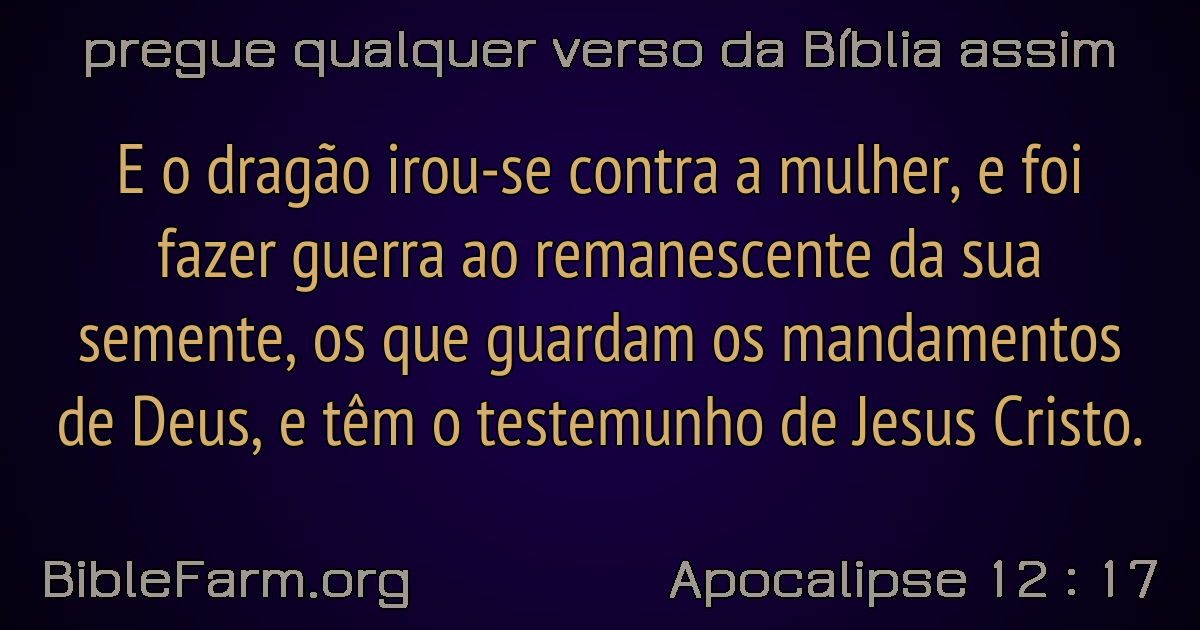 pregue qualquer verso da Bíblia assim
E o dragão irou-se contra a mulher, e foi
fazer guerra ao remanescente da sua
semente, os que guardam os mandamentos
de Deus, e têm o testemunho de Jesus Cristo.
BibleFarm.org
Apocalipse 12 : 17